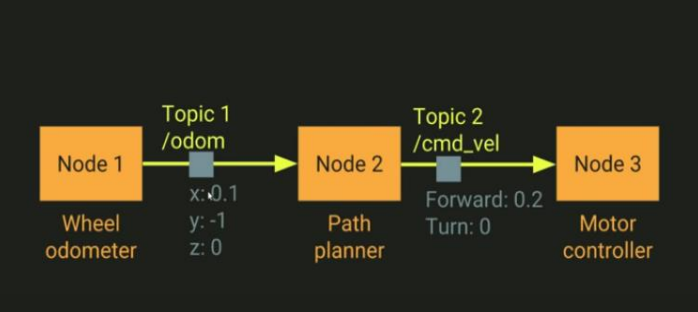 Topic 1
/odom
Topic 2
/cmd_vel
Node 1
Node 2
Node 3
x: 0.1
y: -1
z: 0
Forward: 0.2
Turn: 0
Wheel
odometer
Path
planner
Motor
controller